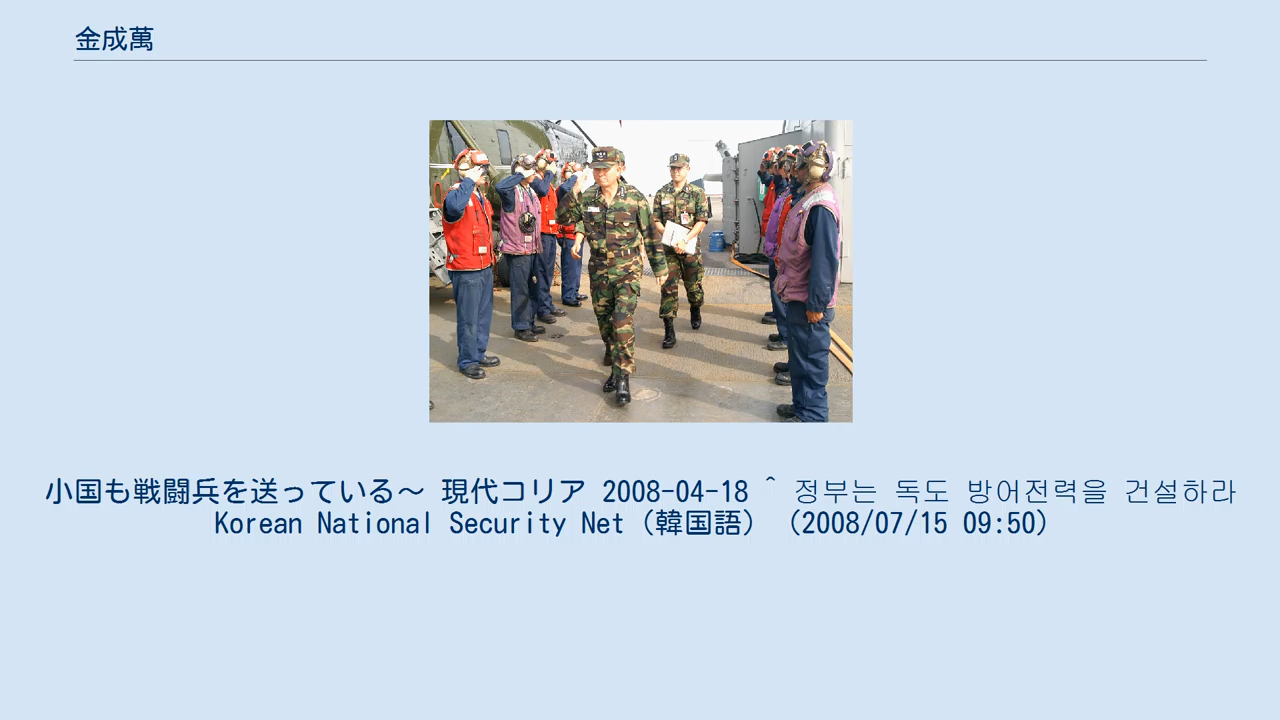 金成萬
小国も戦闘兵を送っている～ 現代コリア 2008-04-18 ^ 정부는 독도 방어전력을 건설하라
Korean National Security Net（韓国語）（2008/07/15 09:50）